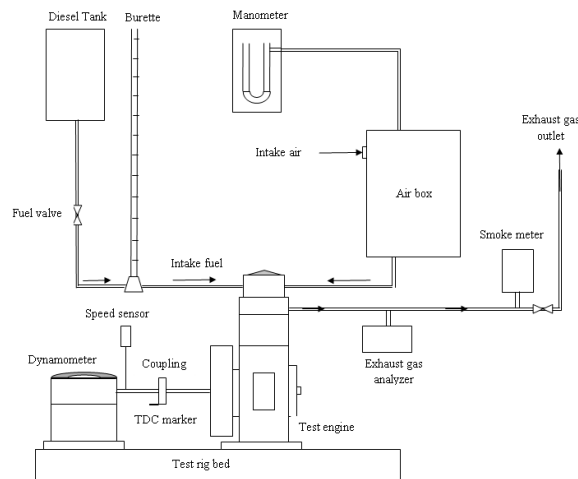 Diesel Tank
Burette
Manometer
Exhaust gas
outlet
Intake air
Air box
Fuel valve
Smoke meter
Intake fuel
Speed sensor
Dynamometer
Coupling
Exhaust gas
analyzer
TDC marker
Test engine
Test rig bed